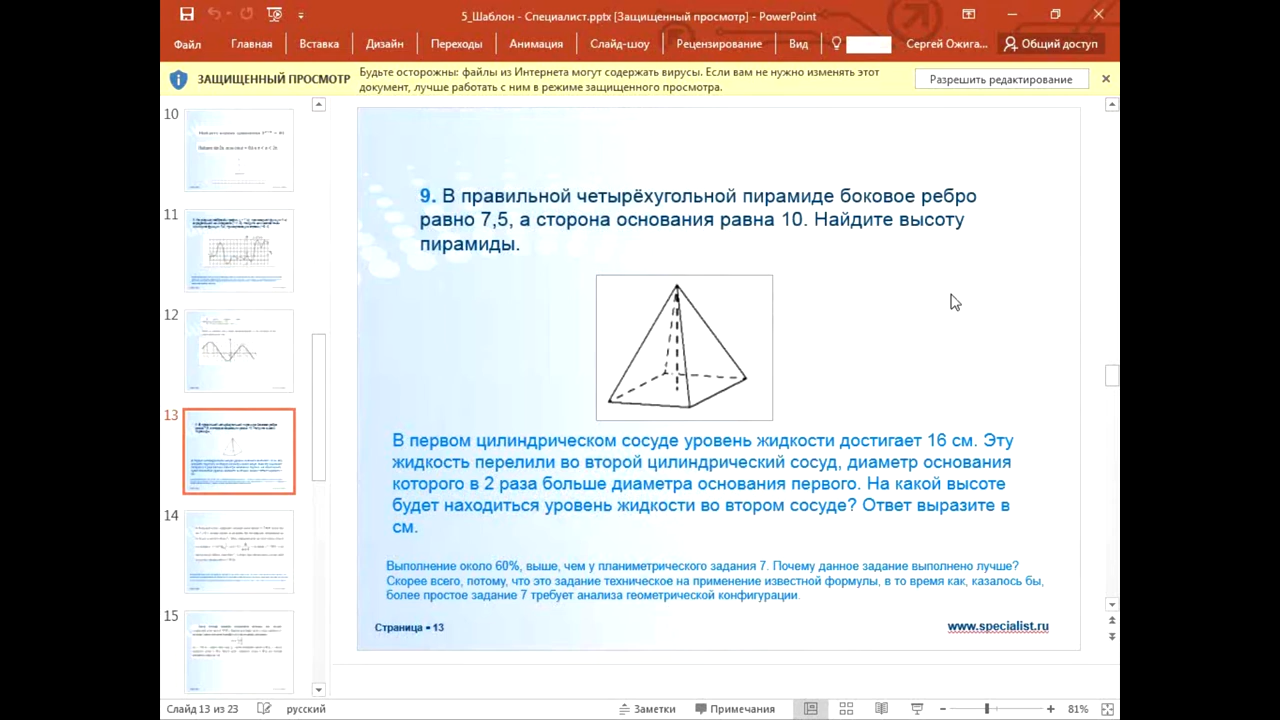 5_Шаблон - Специалист.pptx [Защищенный просмотр] - PowerPoint
Файл Главная Вставка Дизайн Переходы Анимация Слайд-шоу Рецензирование Вид Сергей Ожига... Общий доступ
ЗАЩИЩЕННЫЙ ПРОСМОТР
Будьте осторожны: файлы из Интернета могут содержать вирусы. Если вам не нужно изменять этот
документ, лучше работать с ним в режиме защищенного просмотра.
Разрешить редактирование
10
11
12
13
14
15
9. В правильной четырёхугольной пирамиде боковое ребро
равно 7,5, а сторона основания равна 10. Найдите высоту
пирамиды.
В первом цилиндрическом сосуде уровень жидкости достигает 16 см. Эту
жидкость перелили во второй цилиндрический сосуд, диаметр основания
которого в 2 раза больше диаметра основания первого. На какой высоте
будет находиться уровень жидкости во втором сосуде? Ответ выразите в
см.
Выполнение около 60%, выше, чем у планиметрического задания 7. Почему данное задание выполнено лучше?
Скорее всего, потому, что это задание техническое на применение известной формулы, в то время как, казалось бы,
более простое задание 7 требует анализа геометрической конфигурации.
Страница ▪ 13
www.specialist.ru
Слайд 13 из 23 русский Заметки Примечания 81%